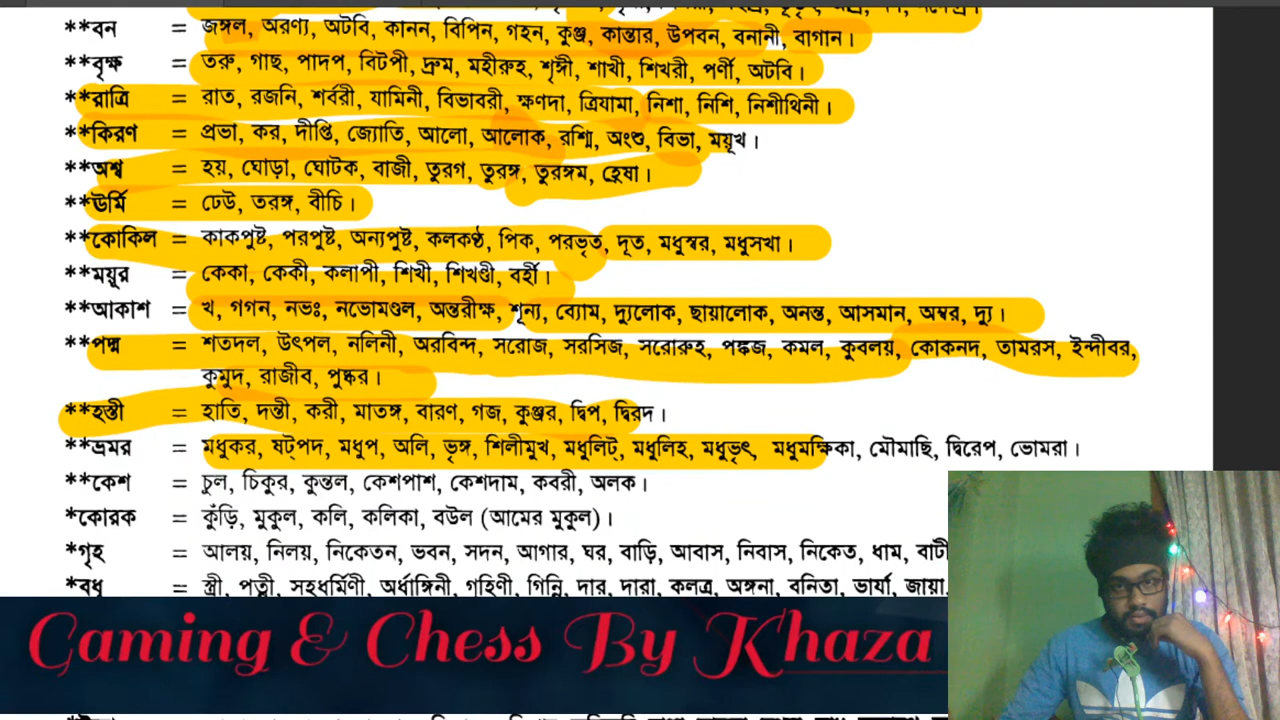 **বন = জঙ্গল, অরণ্য, অটবি, কানন, বিপিন, গহন, কুঞ্জ, কান্তার, উপবন, বনানী, বাগান।
**বৃক্ষ = তরু, গাছ, পাদপ, বিটপী, দ্রুম, মহীরুহ, শৃঙ্গী, শাখী, শিখরী, পর্ণী, অটবি।
**রাত্রি = রাত, রজনি, শর্বরী, যামিনী, বিভাবরী, ক্ষণদা, ত্রিযামা, নিশা, নিশি, নিশীথিনী।
**কিরণ = প্রভা, কর, দীপ্তি, জ্যোতি, আলো, আলোক, রশ্মি, অংশু, বিভা, ময়ূখ।
**অশ্ব = হয়, ঘোড়া, ঘোটক, বাজী, তুরগ, তুরঙ্গ, তুরঙ্গম, হ্রেষা।
**ঊর্মি = ঢেউ, তরঙ্গ, বীচি।
**কোকিল = কাকপুষ্ট, পরপুষ্ট, অন্যপুষ্ট, কলকণ্ঠ, পিক, পরভৃত, দূত, মধুস্বর, মধুসখা।
**ময়ূর = কেকা, কেকী, কলাপী, শিখী, শিখণ্ডী, বর্হী।
**আকাশ = খ, গগন, নভঃ, নভোমণ্ডল, অন্তরীক্ষ, শূন্য, ব্যোম, দ্যুলোক, ছায়ালোক, অনন্ত, আসমান, অম্বর, দ্যু।
**পদ্ম = শতদল, উৎপল, নলিনী, অরবিন্দ, সরোজ, সরসিজ, সরোরুহ, পঙ্কজ, কমল, কুবলয়, কোকনদ, তামরস, ইন্দীবর,
কুমুদ, রাজীব, পুষ্কর।
**হস্তী = হাতি, দন্তী, করী, মাতঙ্গ, বারণ, গজ, কুঞ্জর, দ্বিপ, দ্বিরদ।
**ভ্রমর = মধুকর, ষট্‌পদ, মধুপ, অলি, ভৃঙ্গ, শিলীমুখ, মধুলিট্, মধুলিহ, মধুভৃৎ, মধুমক্ষিকা, মৌমাছি, দ্বিরেপ, ভোমরা।
**কেশ = চুল, চিকুর, কুন্তল, কেশপাশ, কেশদাম, কবরী, অলক।
*কোরক = কুঁড়ি, মুকুল, কলি, কলিকা, বউল (আমের মুকুল)।
*গৃহ = আলয়, নিলয়, নিকেতন, ভবন, সদন, আগার, ঘর, বাড়ি, আবাস, নিবাস, নিকেত, ধাম, বাটী
*বধূ = স্ত্রী, পত্নী, সহধর্মিণী, অর্ধাঙ্গিনী, গৃহিণী, গিন্নি, দার, দারা, কলত্র, অঙ্গনা, বনিতা, ভার্যা, জায়া,
Gaming & Chess By Khaza